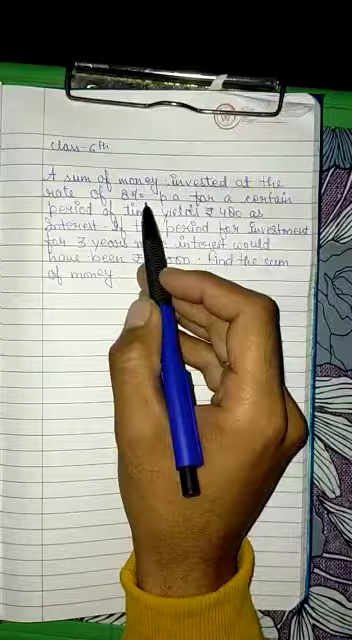 Class-6th
A sum of money invested at the
rate of 8% p a for a certain
period of yields ₹ 400 as
interest. If period for investment
for 3 years interest would
have been ₹ Find the sum
of money
W